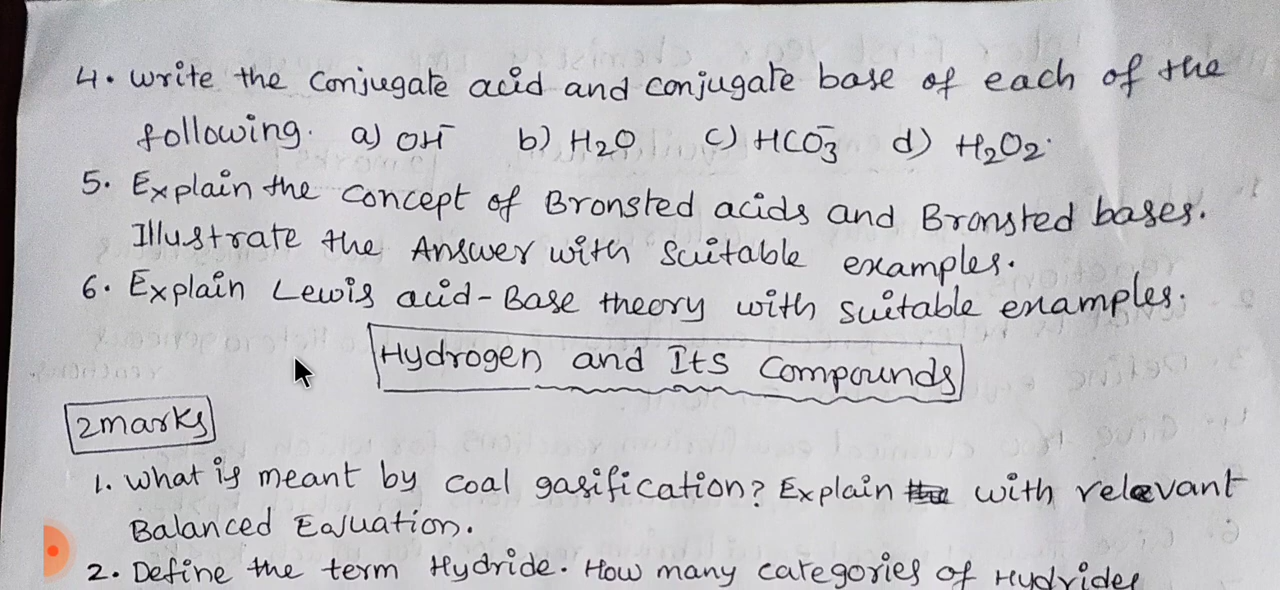 4. write the conjugate acid and conjugate base of each of the
following. a) OH⁻ b) H₂O c) HCO₃⁻ d) H₂O₂.
5. Explain the concept of Bronsted acids and Bronsted bases.
Illustrate the Answer with Suitable examples.
6. Explain Lewis acid-Base theory with suitable enamples.
Hydrogen and Its Compounds
2marks
1. what is meant by coal gasification? Explain with relevant
Balanced Eauation.
2. Define the term Hydride. How many categories of Hydrides